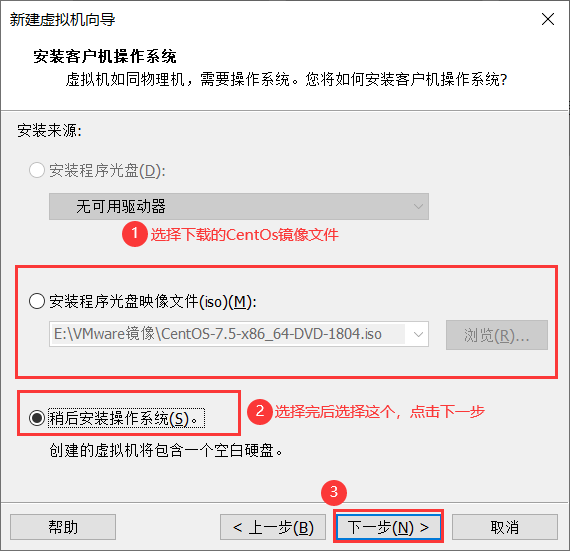 新建虚拟机向导
安装客户机操作系统
虚拟机如同物理机，需要操作系统。您将如何安装客户机操作系统?
安装来源:
安装程序光盘(D):
无可用驱动器
1 选择下载的CentOs镜像文件
安装程序光盘映像文件(iso)(M):
E:\VMware镜像\CentOS-7.5-x86_64-DVD-1804.iso 浏览(R)...
稍后安装操作系统(S)。
2 选择完后选择这个，点击下一步
创建的虚拟机将包含一个空白硬盘。
3
帮助 < 上一步(B) 下一步(N) > 取消